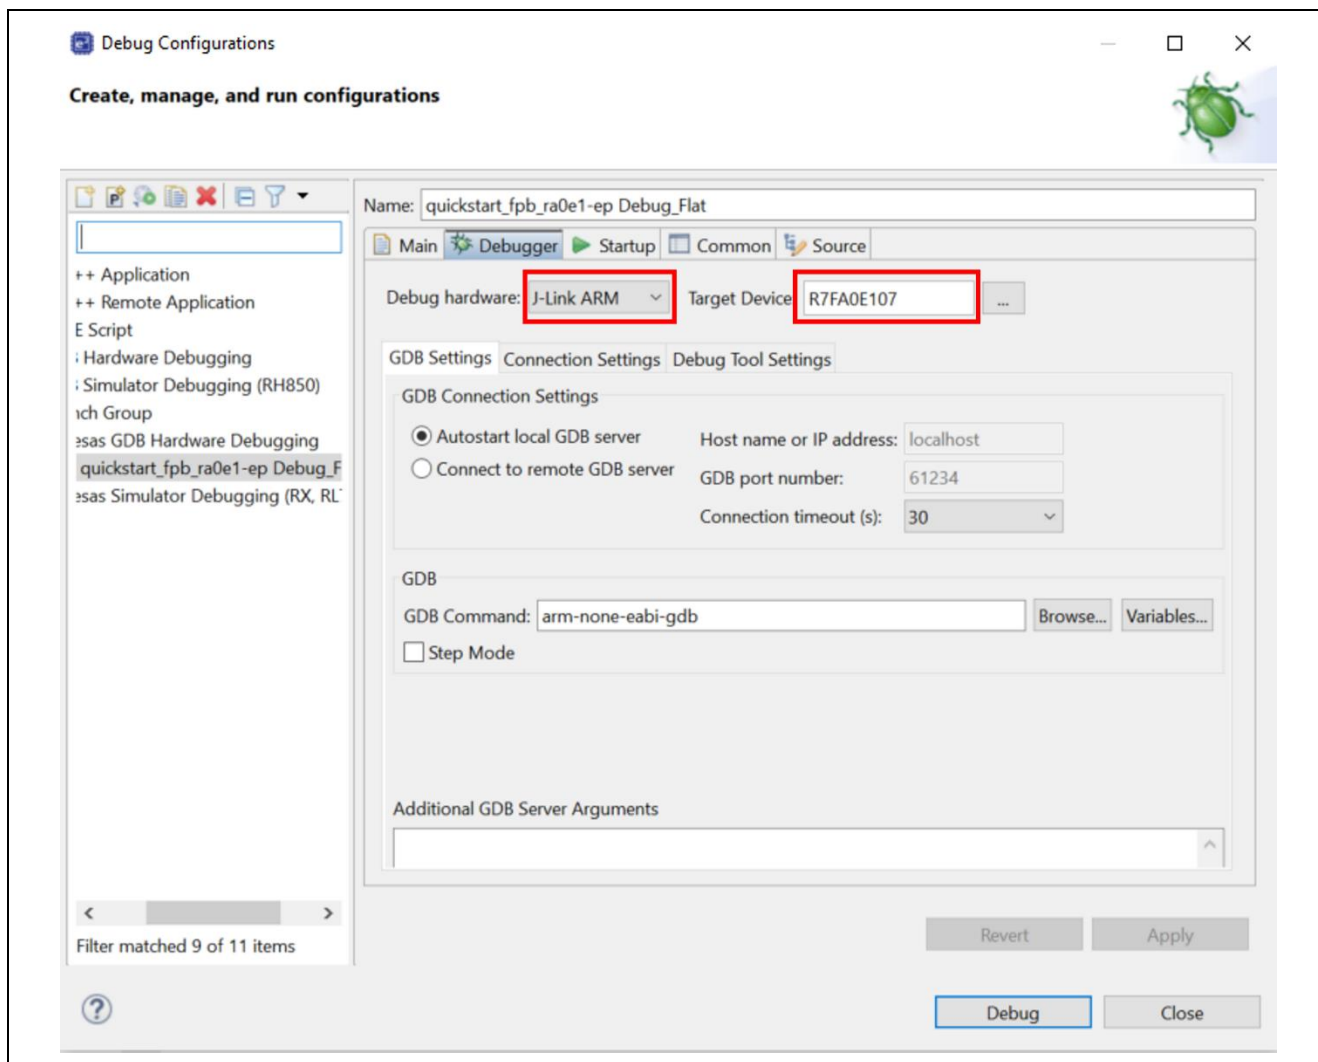 Debug Configurations
Create, manage, and run configurations
Name: quickstart_fpb_ra0e1-ep Debug_Flat
Main Debugger Startup Common Source
++ Application
++ Remote Application
E Script
Hardware Debugging
Simulator Debugging (RH850)
nch Group
esas GDB Hardware Debugging
quickstart_fpb_ra0e1-ep Debug_F
esas Simulator Debugging (RX, RL
Filter matched 9 of 11 items
Debug hardware: J-Link ARM Target Device R7FA0E107 ...
GDB Settings Connection Settings Debug Tool Settings
GDB Connection Settings
Autostart local GDB server
Connect to remote GDB server
Host name or IP address: localhost
GDB port number: 61234
Connection timeout (s): 30
GDB
GDB Command: arm-none-eabi-gdb Browse... Variables...
Step Mode
Additional GDB Server Arguments
Revert Apply
? Debug Close